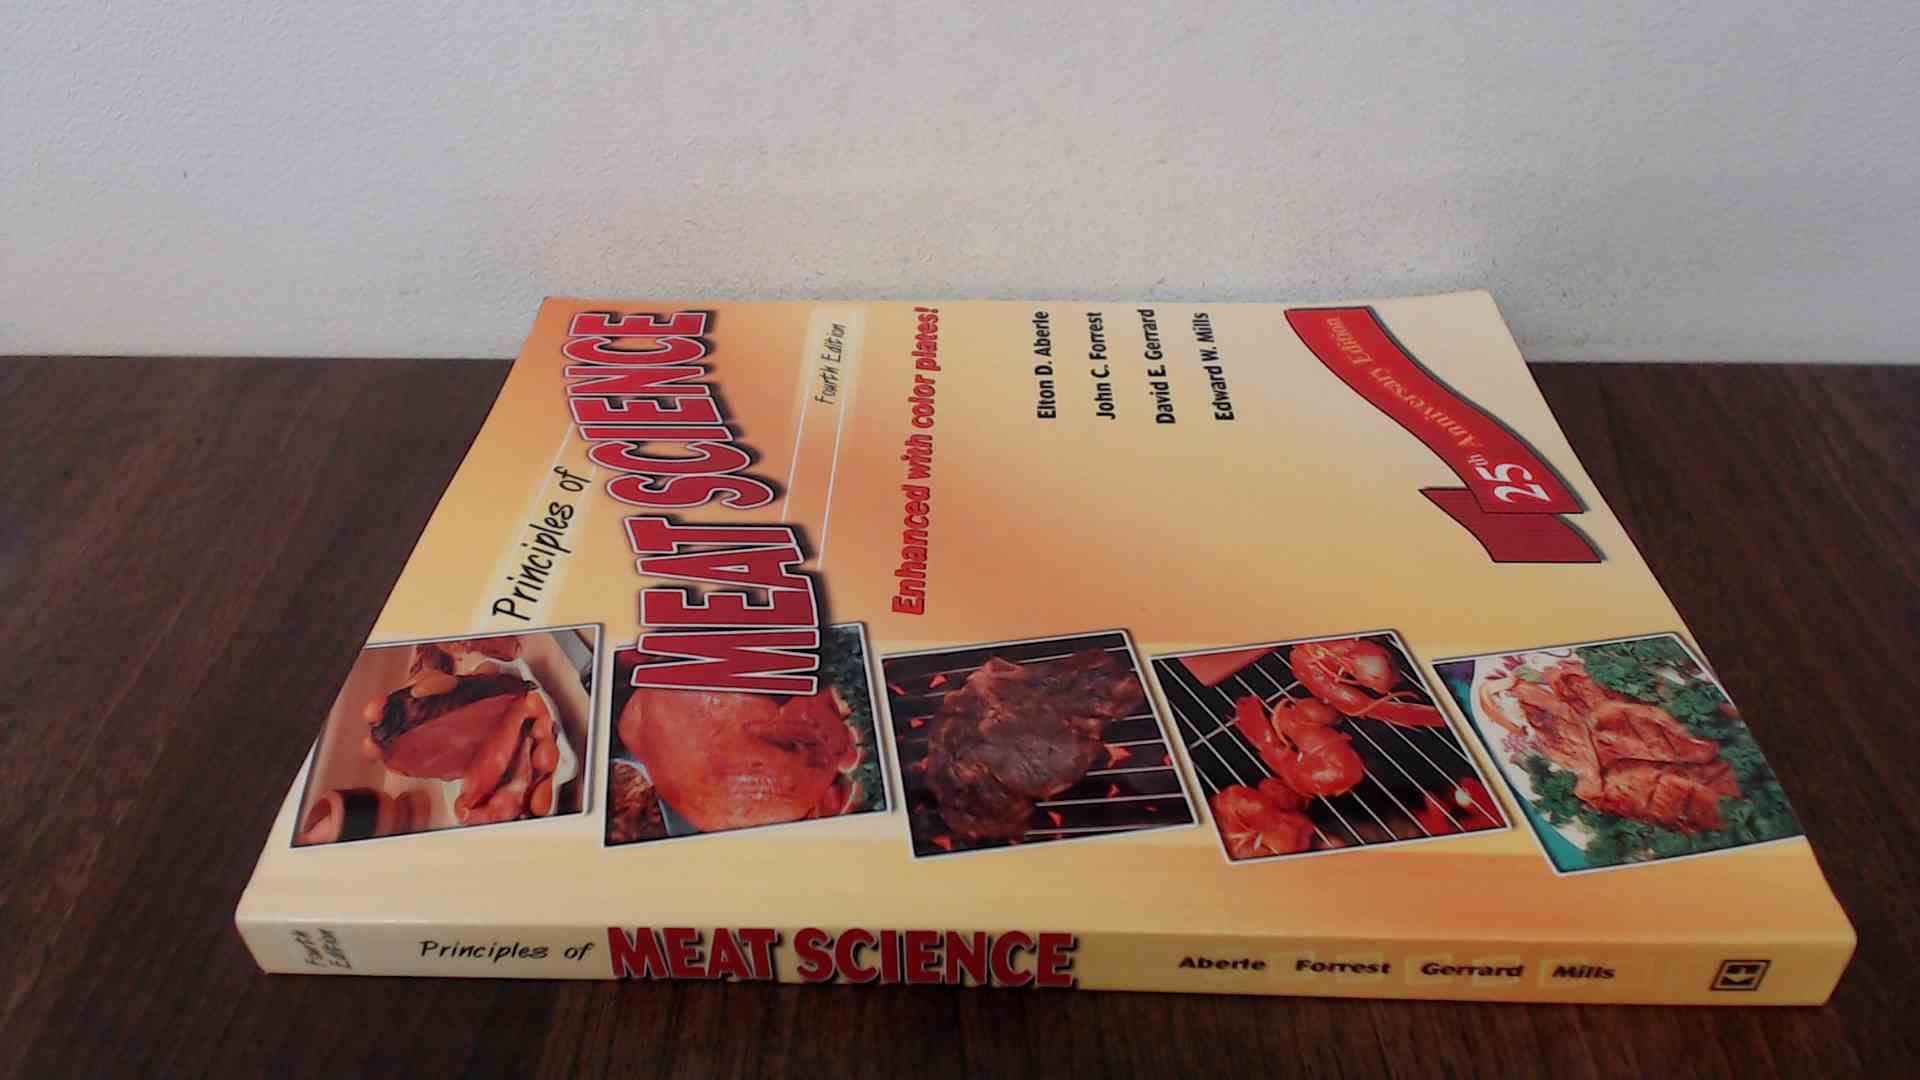 Principles of
MEAT SCIENCE
Fourth Edition
Enhanced with color plates!
Elton D. Aberle
John C. Forrest
David E. Gerrard
Edward W. Mills
25th Anniversary Edition
Fourth
Edition
Principles of MEAT SCIENCE Aberle Forrest Gerrard Mills